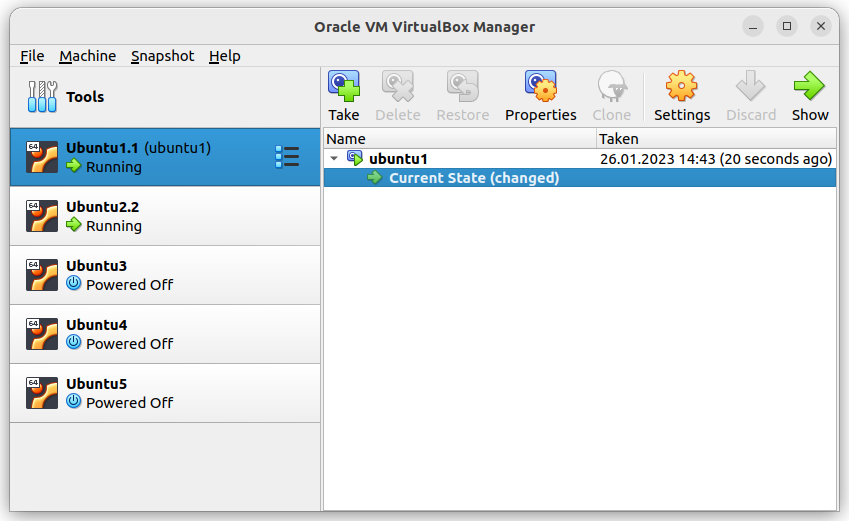 Oracle VM VirtualBox Manager
File Machine Snapshot Help
Tools
64
Ubuntu1.1 (ubuntu1)
Running
64
Ubuntu2.2
Running
64
Ubuntu3
Powered Off
64
Ubuntu4
Powered Off
64
Ubuntu5
Powered Off
Take Delete Restore Properties Clone Settings Discard Show
Name Taken
ubuntu1 26.01.2023 14:43 (20 seconds ago)
Current State (changed)